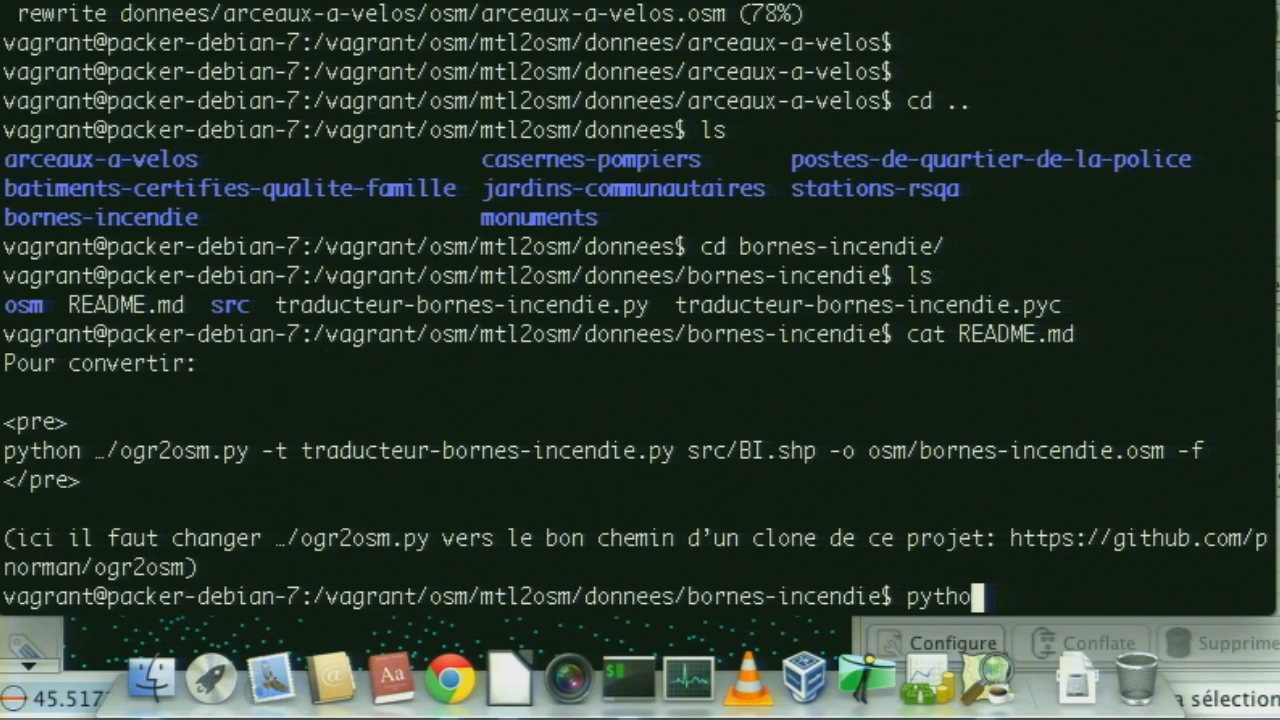 rewrite donnees/arceaux-a-velos/osm/arceaux-a-velos.osm (78%)
vagrant@packer-debian-7:/vagrant/osm/mtl2osm/donnees/arceaux-a-velos$
vagrant@packer-debian-7:/vagrant/osm/mtl2osm/donnees/arceaux-a-velos$
vagrant@packer-debian-7:/vagrant/osm/mtl2osm/donnees/arceaux-a-velos$ cd ..
vagrant@packer-debian-7:/vagrant/osm/mtl2osm/donnees$ ls
arceaux-a-velos casernes-pompiers postes-de-quartier-de-la-police
batiments-certifies-qualite-famille jardins-communautaires stations-rsqa
bornes-incendie monuments
vagrant@packer-debian-7:/vagrant/osm/mtl2osm/donnees$ cd bornes-incendie/
vagrant@packer-debian-7:/vagrant/osm/mtl2osm/donnees/bornes-incendie$ ls
osm README.md src traducteur-bornes-incendie.py traducteur-bornes-incendie.pyc
vagrant@packer-debian-7:/vagrant/osm/mtl2osm/donnees/bornes-incendie$ cat README.md
Pour convertir:
<pre>
python …/ogr2osm.py -t traducteur-bornes-incendie.py src/BI.shp -o osm/bornes-incendie.osm -f
</pre>
(ici il faut changer …/ogr2osm.py vers le bon chemin d’un clone de ce projet: https://github.com/p
norman/ogr2osm)
vagrant@packer-debian-7:/vagrant/osm/mtl2osm/donnees/bornes-incendie$ pytho
Configure Conflate Supprime
Aa
45.517
a sélection